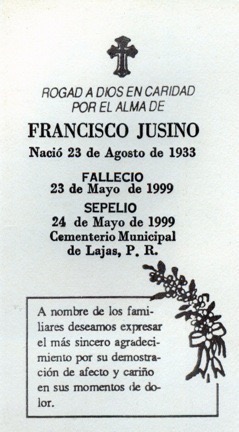 ROGAD A DIOS EN CARIDAD
POR EL ALMA DE
FRANCISCO JUSINO
Nació 23 de Agosto de 1933
FALLECIO
23 de Mayo de 1999
SEPELIO
24 de Mayo de 1999
Cementerio Municipal
de Lajas, P. R.
A nombre de los fami-
liares deseamos expresar
el más sincero agradeci-
miento por su demostra-
ción de afecto y cariño
en sus momentos de do-
lor.